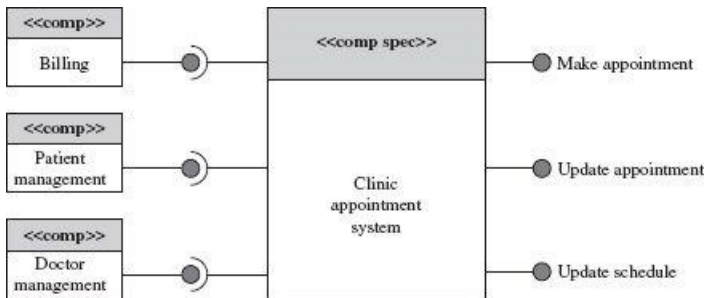 <<comp>>
Billing
<<comp>>
Patient
management
<<comp>>
Doctor
management
<<comp spec>>
Clinic
appointment
system
Make appointment
Update appointment
Update schedule